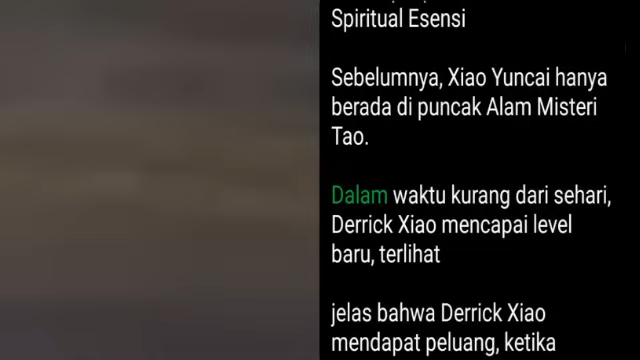 Spiritual Esensi
Sebelumnya, Xiao Yuncai hanya
berada di puncak Alam Misteri
Tao.
Dalam waktu kurang dari sehari,
Derrick Xiao mencapai level
baru, terlihat
jelas bahwa Derrick Xiao
mendapat peluang, ketika